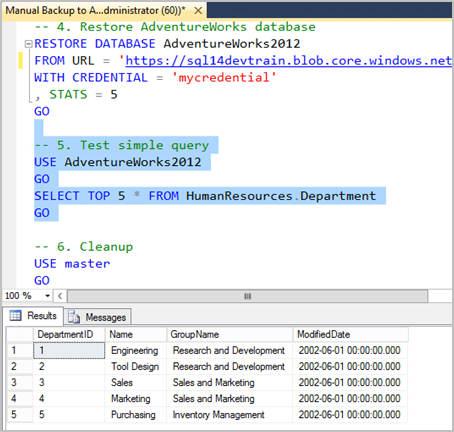 Manual Backup to A...dministrator (60))* ×
-- 4. Restore AdventureWorks database
RESTORE DATABASE AdventureWorks2012
FROM URL = 'https://sql14devtrain.blob.core.windows.net
WITH CREDENTIAL = 'mycredential'
, STATS = 5
GO
-- 5. Test simple query
USE AdventureWorks2012
GO
SELECT TOP 5 * FROM HumanResources.Department
GO
-- 6. Cleanup
USE master
GO
100 %
Results Messages
DepartmentID Name GroupName ModifiedDate
1 1 Engineering Research and Development 2002-06-01 00:00:00.000
2 2 Tool Design Research and Development 2002-06-01 00:00:00.000
3 3 Sales Sales and Marketing 2002-06-01 00:00:00.000
4 4 Marketing Sales and Marketing 2002-06-01 00:00:00.000
5 5 Purchasing Inventory Management 2002-06-01 00:00:00.000